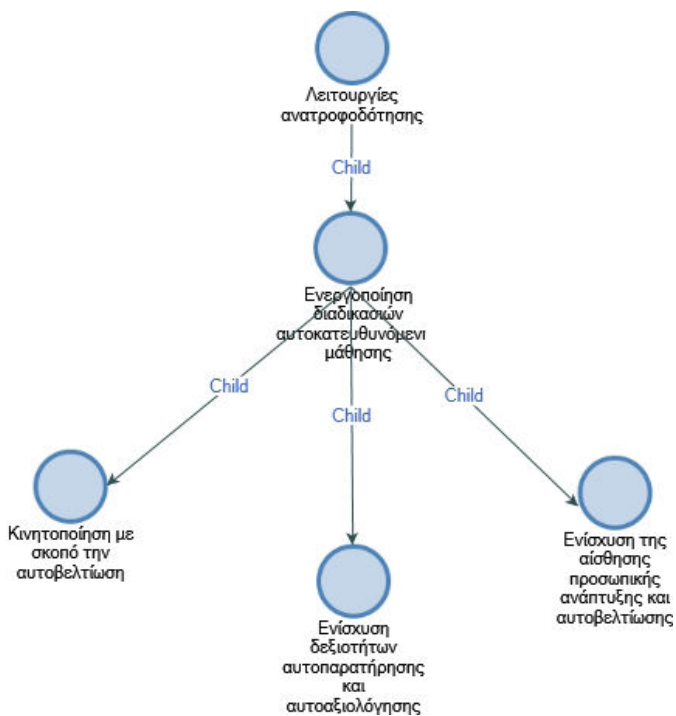 Λειτουργίες
ανατροφοδότησης
Child
Ενεργοποίηση
διαδικασιών
αυτοκατευθυνόμενι
μάθησης
Child
Child
Child
Κινητοποίηση με
σκοπό την
αυτοβελτίωση
Ενίσχυση
δεξιοτήτων
αυτοπαρατήρησης
και
αυτοαξιολόγησης
Ενίσχυση της
αίσθησης
προσωπικής
ανάπτυξης και
αυτοβελτίωσης